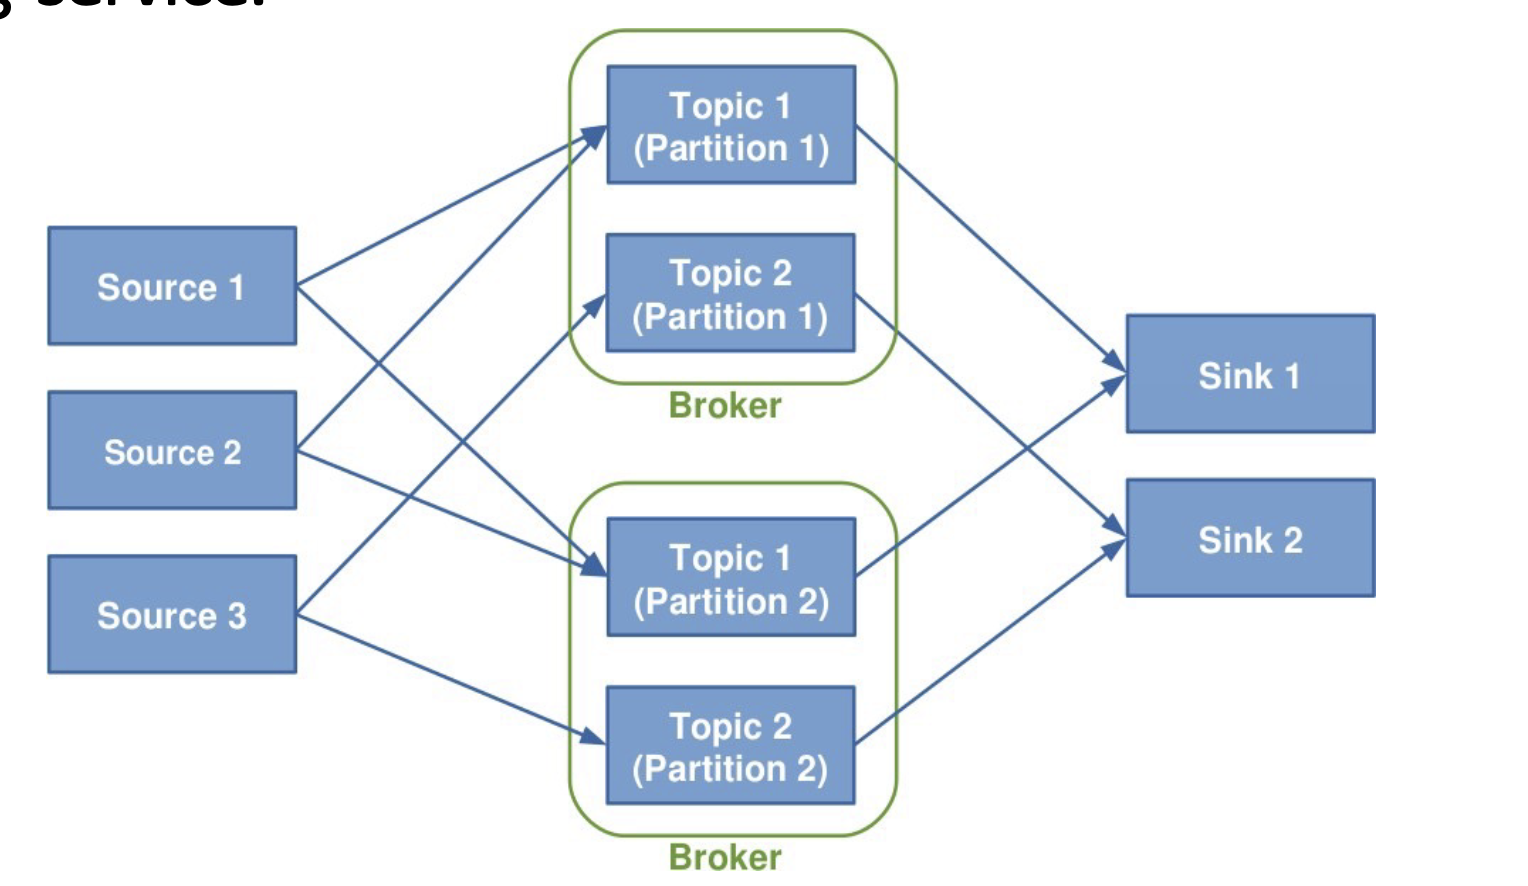 service.
Topic 1
(Partition 1)
Topic 2
(Partition 1)
Broker
Source 1
Source 2
Source 3
Topic 1
(Partition 2)
Topic 2
(Partition 2)
Broker
Sink 1
Sink 2